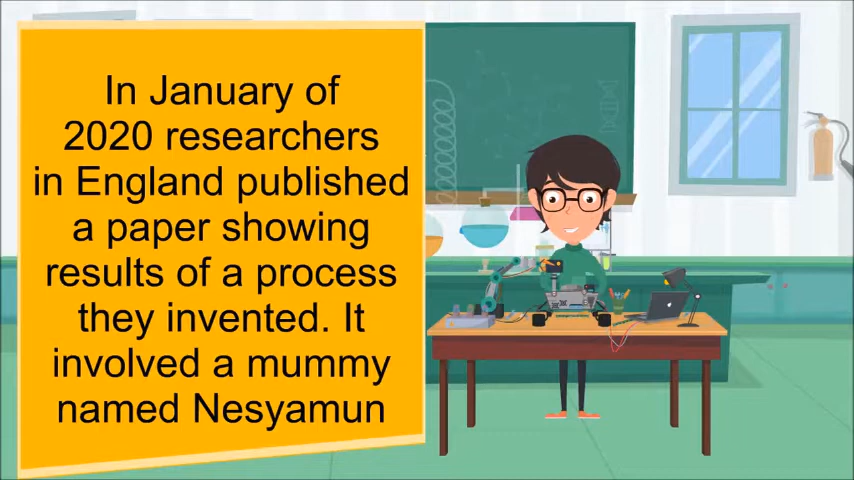 In January of
2020 researchers
in England published
a paper showing
results of a process
they invented. It
involved a mummy
named Nesyamun